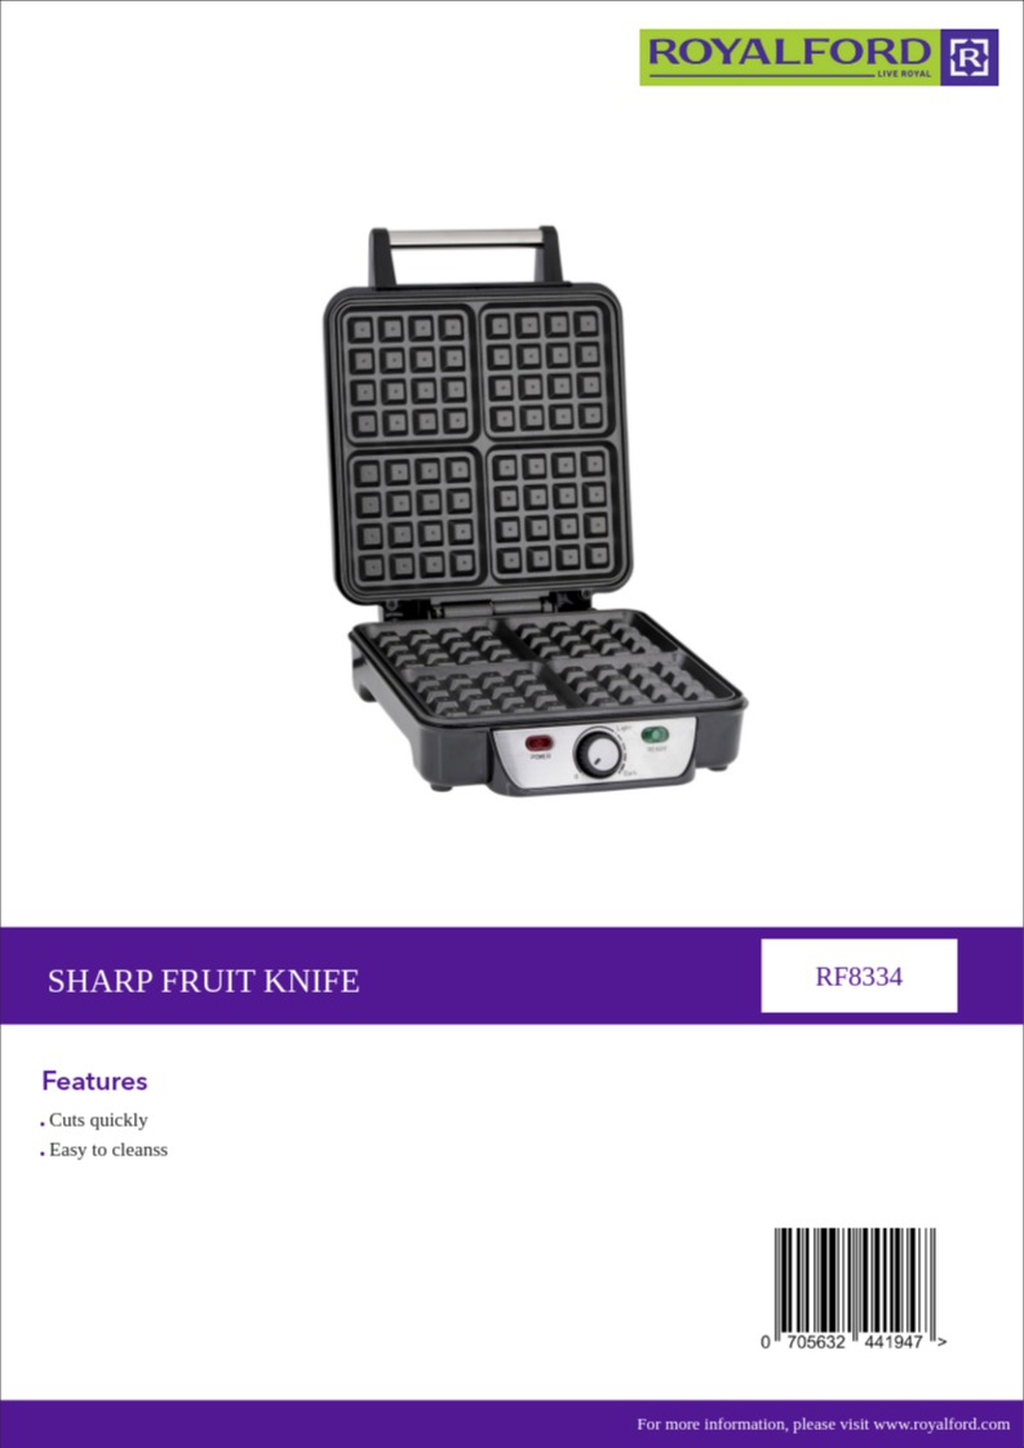 ROYALFORD R
LIVE ROYAL
Light
POWER
READY
0
Dark
SHARP FRUIT KNIFE
RF8334
Features
. Cuts quickly
. Easy to cleanss
0 705632 441947 >
For more information, please visit www.royalford.com